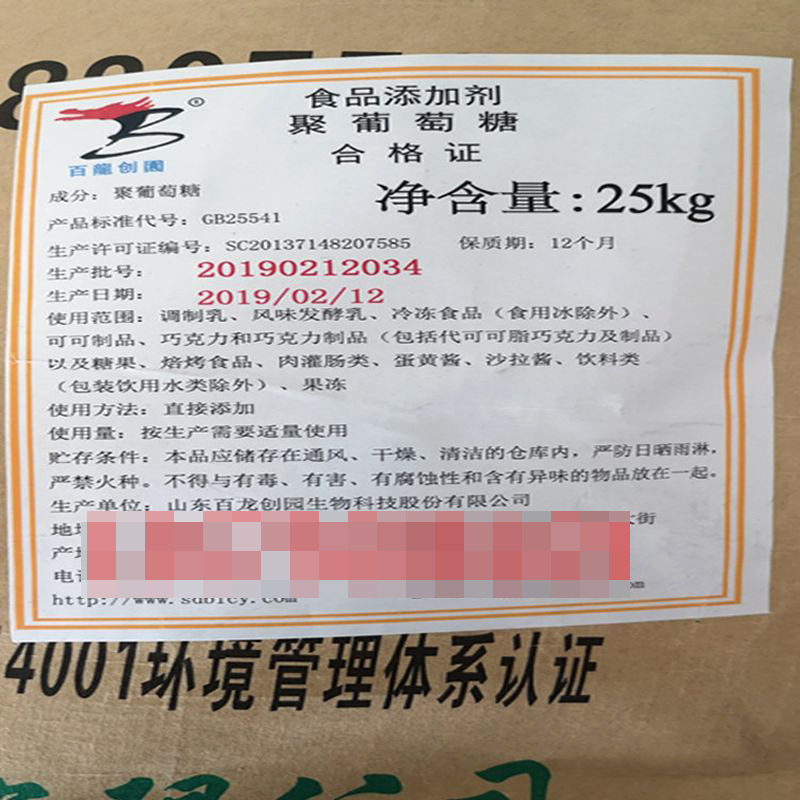 食品添加剂
聚葡萄糖
合格证
百龍创園
®
成分：聚葡萄糖
净含量：25kg
产品标准代号：GB25541
生产许可证编号：SC20137148207585 保质期：12个月
生产批号： 20190212034
生产日期： 2019/02/12
使用范围：调制乳、风味发酵乳、冷冻食品（食用冰除外）、
可可制品、巧克力和巧克力制品（包括代可可脂巧克力及制品）
以及糖果、焙烤食品、肉灌肠类、蛋黄酱、沙拉酱、饮料类
（包装饮用水类除外）、果冻
使用方法：直接添加
使用量：按生产需要适量使用
贮存条件：本品应储存在通风、干燥、清洁的仓库内，严防日晒雨淋，
严禁火种。不得与有毒、有害、有腐蚀性和含有异味的物品放在一起。
生产单位：山东百龙创园生物科技股份有限公司
http://www.sdblcy.com
4001环境管理体系认证